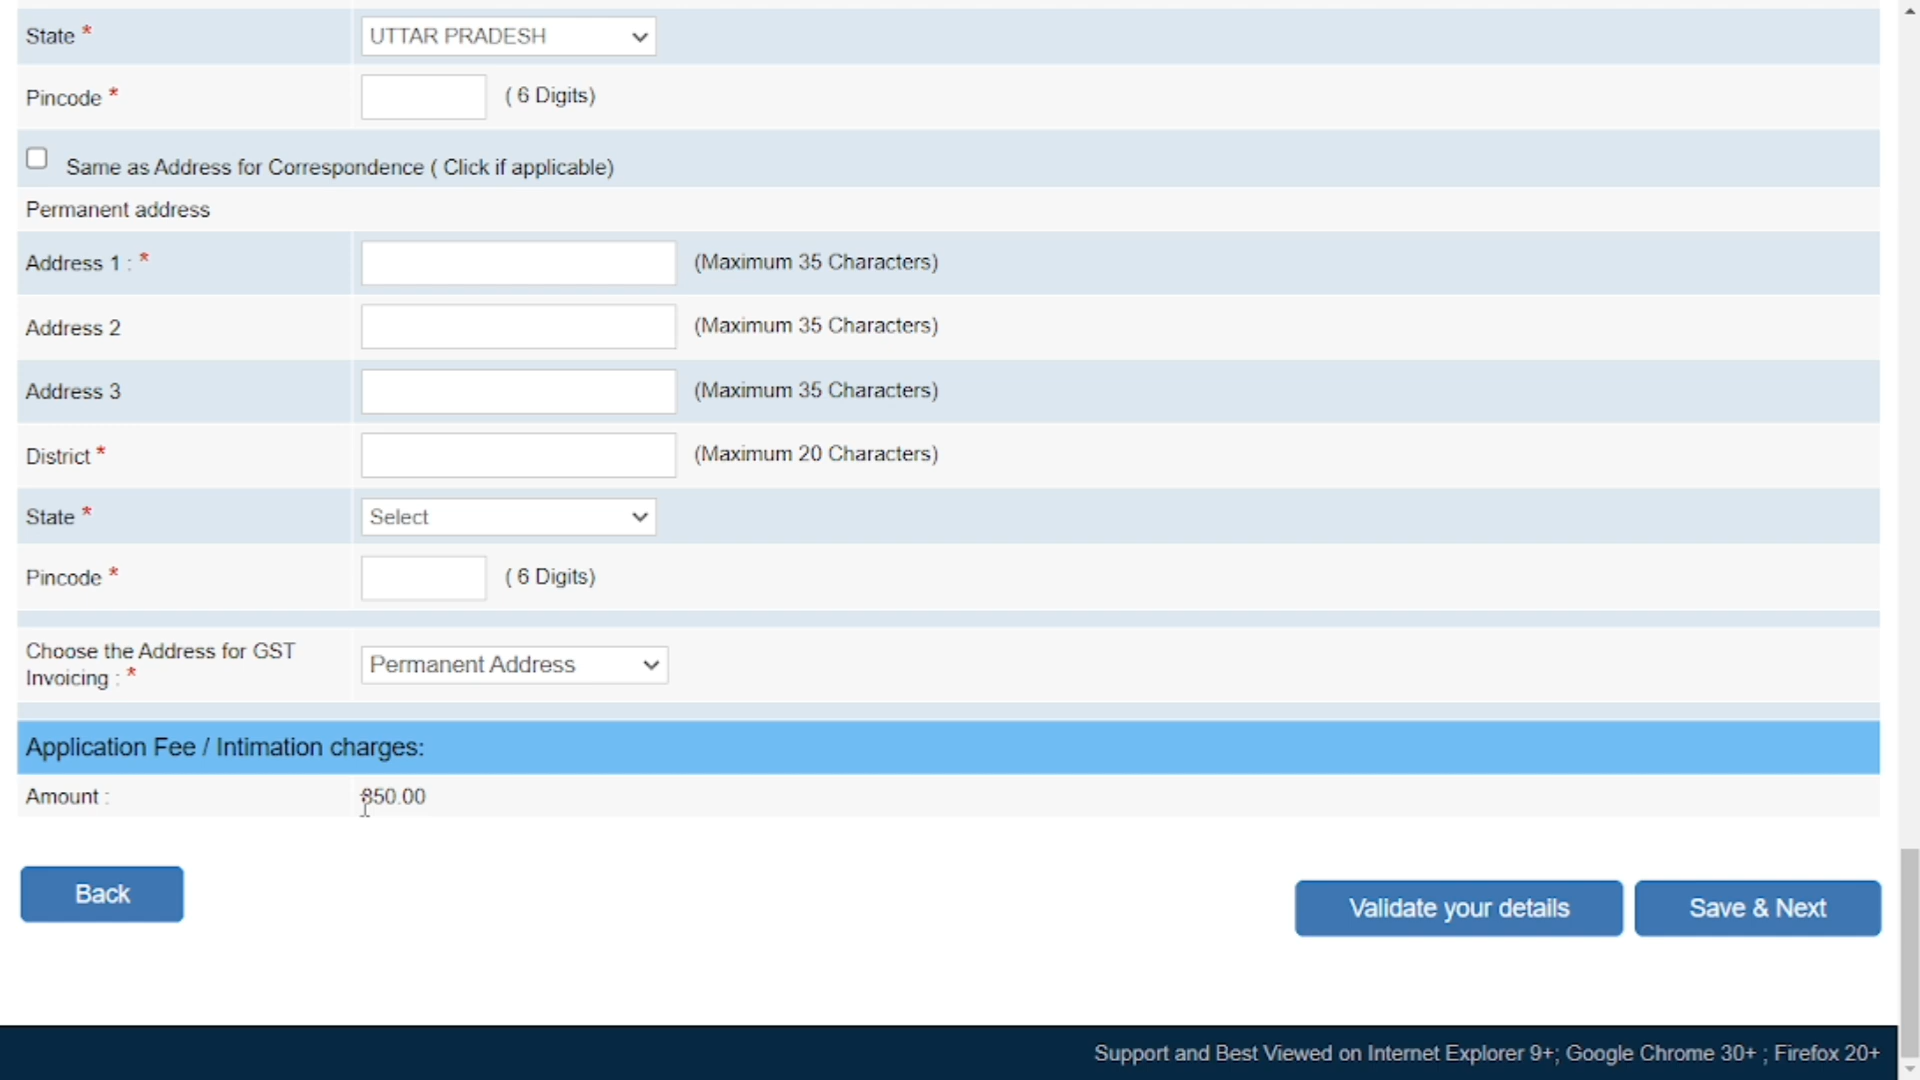 State * UTTAR PRADESH
Pincode * ( 6 Digits)
Same as Address for Correspondence ( Click if applicable)
Permanent address
Address 1 : * (Maximum 35 Characters)
Address 2 (Maximum 35 Characters)
Address 3 (Maximum 35 Characters)
District * (Maximum 20 Characters)
State * Select
Pincode * ( 6 Digits)
Choose the Address for GST
Invoicing : * Permanent Address
Application Fee / Intimation charges:
Amount : 850.00
Back
Validate your details Save & Next
Support and Best Viewed on Internet Explorer 9+; Google Chrome 30+ ; Firefox 20+